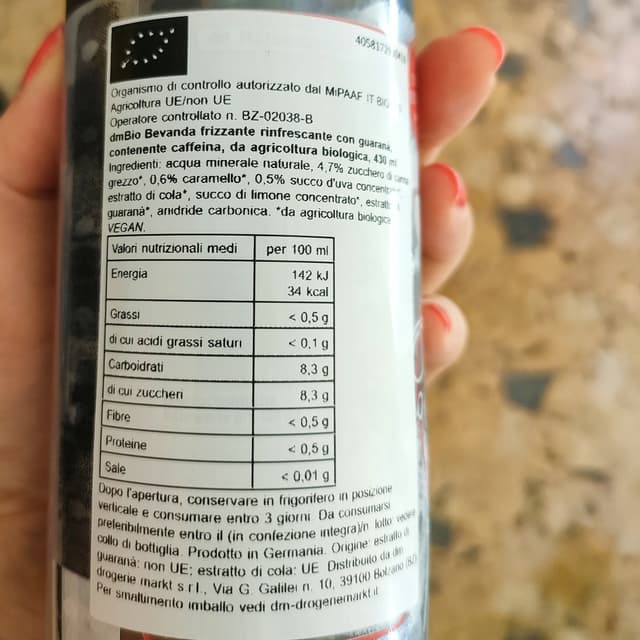 Organismo di controllo autorizzato dal MiPAAF IT BIO
Agricoltura UE/non UE
Operatore controllato n. BZ-02038-B
dmBio Bevanda frizzante rinfrescante con guaraná,
contenente caffeina, da agricoltura biologica, 430 ml
Ingredienti: acqua minerale naturale, 4,7% zucchero di canna
grezzo*, 0,6% caramello*, 0,5% succo d'uva concentrato*,
estratto di cola*, succo di limone concentrato*, estratto
guaranà*, anidride carbonica. *da agricoltura biologica
VEGAN.
Valori nutrizionali medi per 100 ml
Energia 142 kJ
34 kcal
Grassi < 0,5 g
di cui acidi grassi saturi < 0,1 g
Carboidrati 8,3 g
di cui zuccheri 8,3 g
Fibre < 0,5 g
Proteine < 0,5 g
Sale < 0,01 g
Dopo l'apertura, conservare in frigorifero in posizione
verticale e consumare entro 3 giorni. Da consumarsi
preferibilmente entro il (in confezione integra)/n. lotto vedere
collo di bottiglia. Prodotto in Germania. Origine: estratto di
guaranà: non UE; estratto di cola: UE Distribuito da dm
drogerie markt s.r.l., Via G. Galilei n. 10, 39100 Bolzano (BZ)
Per smaltimento imballo vedi dm-drogeriemarkt.it